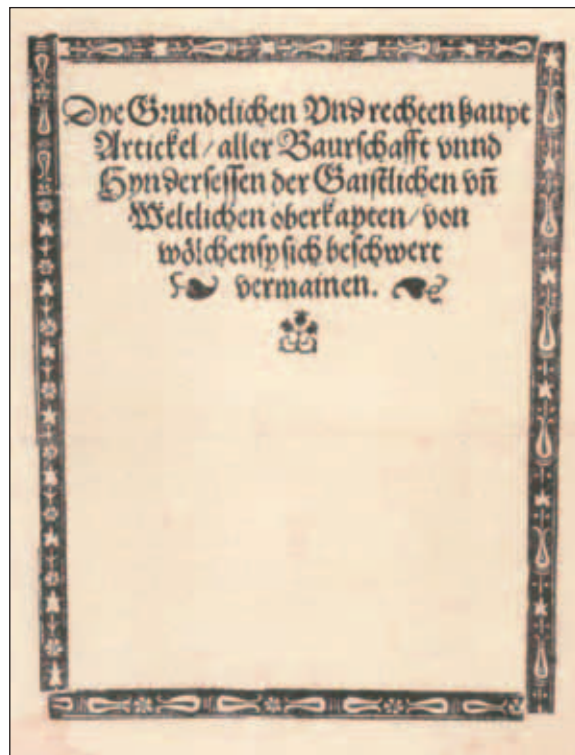 Dye Grundtlichen Vnd rechten haupt
Artickel / aller Baurschafft vnnd
Hyndersessen der Gaistlichen vñ
Weltlichen oberkayten / von
wölchen sy sich beschwert
vermainen.